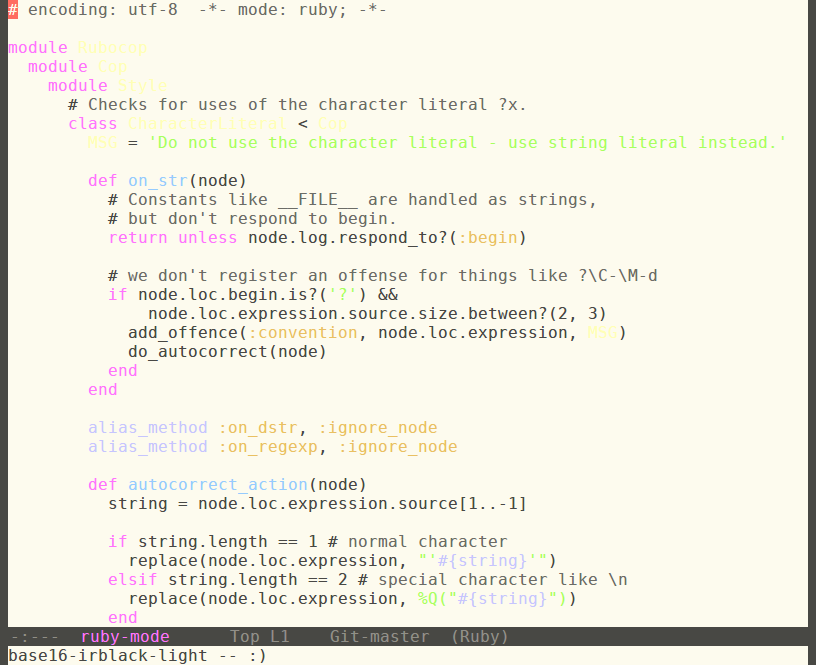 # encoding: utf-8  -*- mode: ruby; -*-
module Rubocop
  module Cop
    module Style
      # Checks for uses of the character literal ?x.
      class CharacterLiteral < Cop
        MSG = 'Do not use the character literal - use string literal instead.'
        def on_str(node)
          # Constants like __FILE__ are handled as strings,
          # but don't respond to begin.
          return unless node.log.respond_to?(:begin)
          # we don't register an offense for things like ?\C-\M-d
          if node.loc.begin.is?('?') &&
              node.loc.expression.source.size.between?(2, 3)
            add_offence(:convention, node.loc.expression, MSG)
            do_autocorrect(node)
          end
        end
        alias_method :on_dstr, :ignore_node
        alias_method :on_regexp, :ignore_node
        def autocorrect_action(node)
          string = node.loc.expression.source[1..-1]
          if string.length == 1 # normal character
            replace(node.loc.expression, "'#{string}'")
          elsif string.length == 2 # special character like \n
            replace(node.loc.expression, %Q("#{string}"))
          end
-:---  ruby-mode      Top L1    Git-master  (Ruby)
base16-irblack-light -- :)